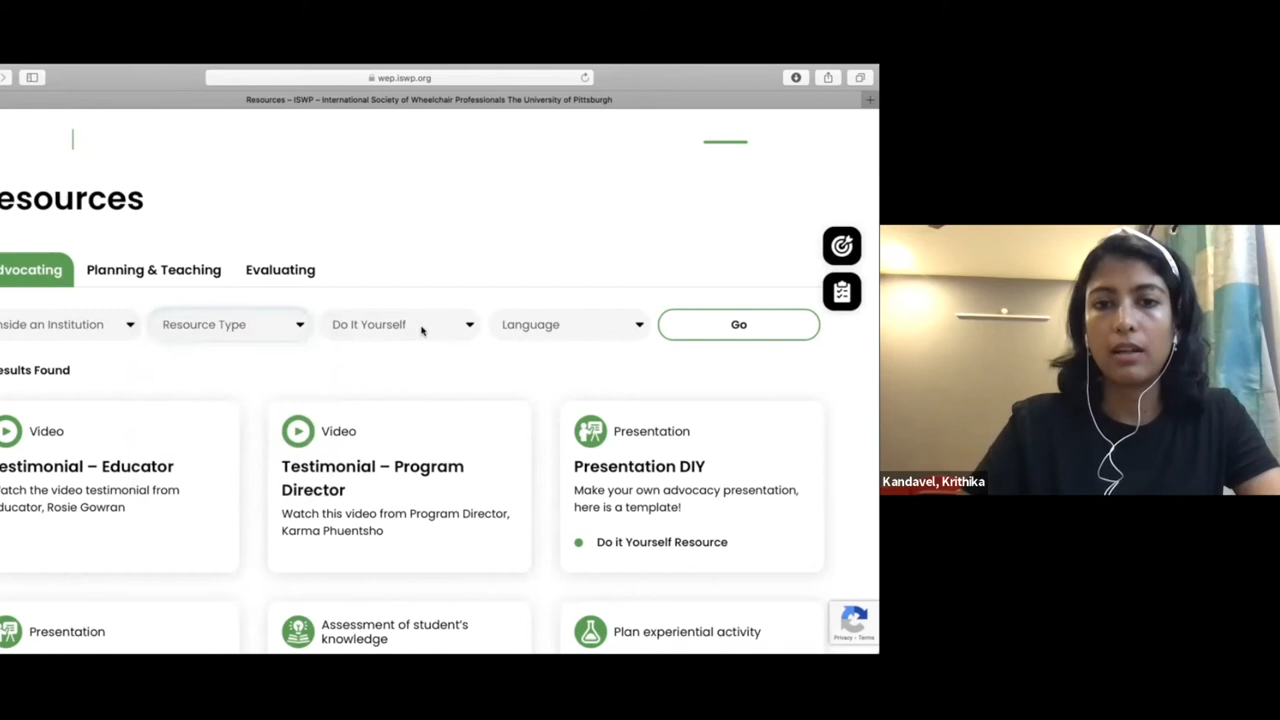 wep.iswp.org
Resources – ISWP – International Society of Wheelchair Professionals The University of Pittsburgh
esources
dvocating
Planning & Teaching
Evaluating
nside an Institution
Resource Type
Do It Yourself
Language
Go
esults Found
Video
estimonial – Educator
atch the video testimonial from
ducator, Rosie Gowran
Video
Testimonial – Program
Director
Watch this video from Program Director,
Karma Phuentsho
Presentation
Presentation DIY
Make your own advocacy presentation,
here is a template!
Do it Yourself Resource
Presentation
Assessment of student's
knowledge
Plan experiential activity
Privacy - Terms
Kandavel, Krithika